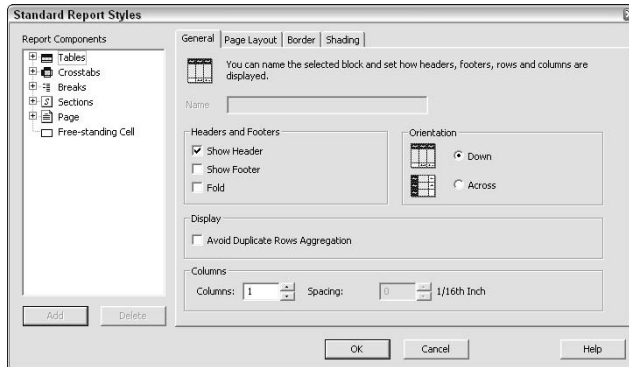 Standard Report Styles
Report Components
Tables
Crosstabs
Breaks
Sections
Page
Free-standing Cell
Add
Delete
General
Page Layout
Border
Shading
You can name the selected block and set how headers, footers, rows and columns are
displayed.
Name
Headers and Footers
Show Header
Show Footer
Fold
Orientation
Down
Across
Display
Avoid Duplicate Rows Aggregation
Columns
Columns: 1 Spacing: 0 1/16th Inch
OK
Cancel
Help